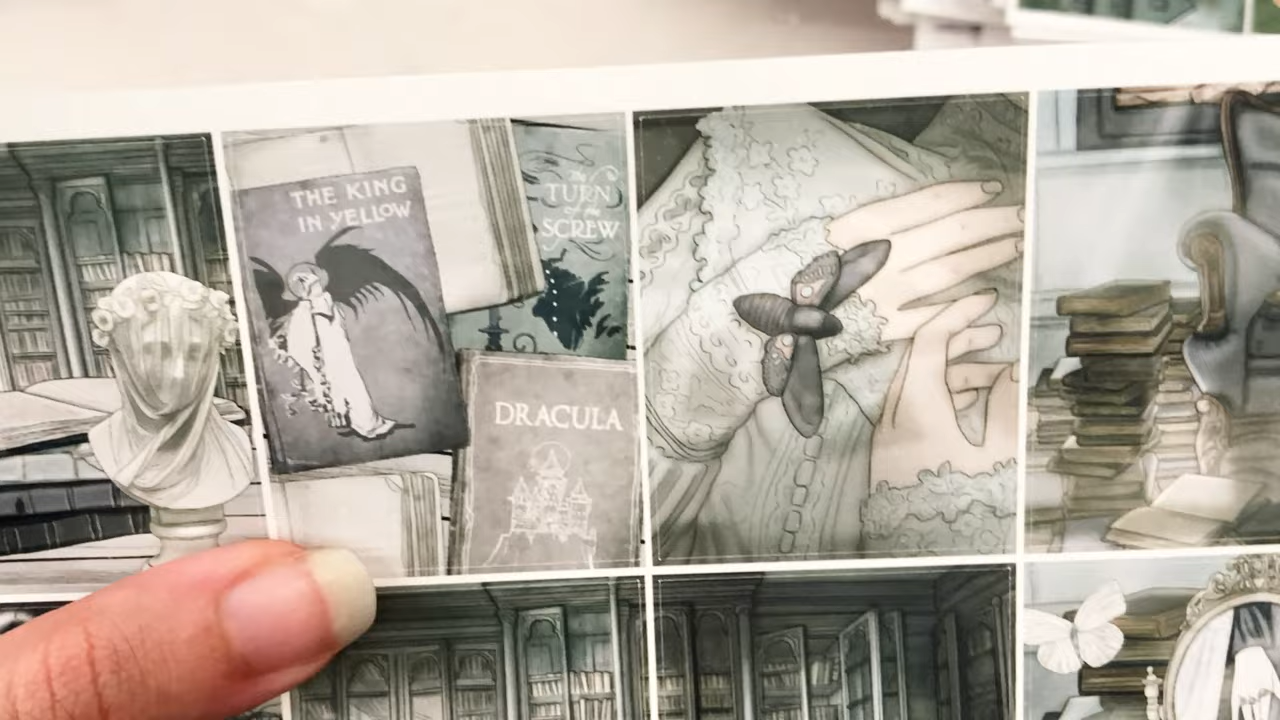 THE KING
IN YELLOW
The
TURN
of the
SCREW
DRACULA